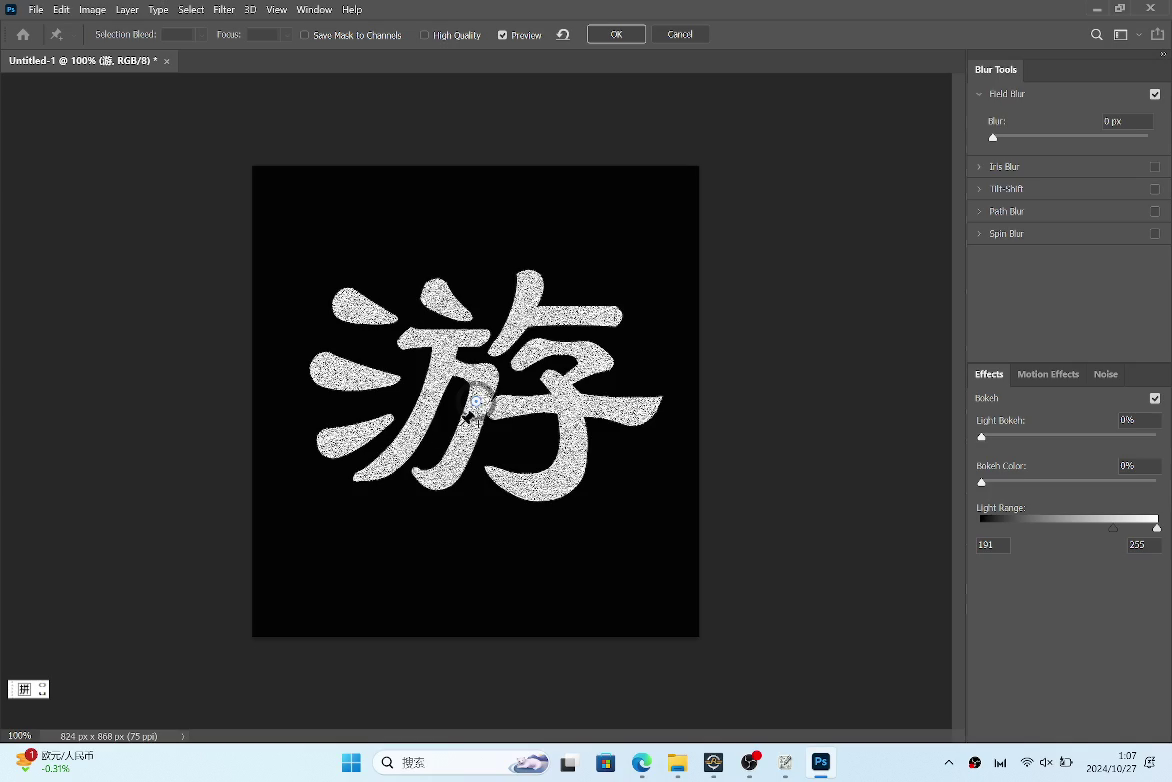 Ps File Edit Image Layer Type Select Filter 3D View Window Help
Selection Bleed: Focus: Save Mask to Channels High Quality Preview OK Cancel
Untitled-1 @ 100% (游, RGB/8) * ×
Blur Tools
Field Blur
Blur: 0 px
Iris Blur
Tilt-Shift
Path Blur
Spin Blur
游
Effects Motion Effects Noise
Bokeh
Light Bokeh: 0%
Bokeh Color: 0%
Light Range:
191 255
拼
100% 824 px x 868 px (75 ppi)
1 欧元/人民币
-0.31%
搜索
Ps
1:07